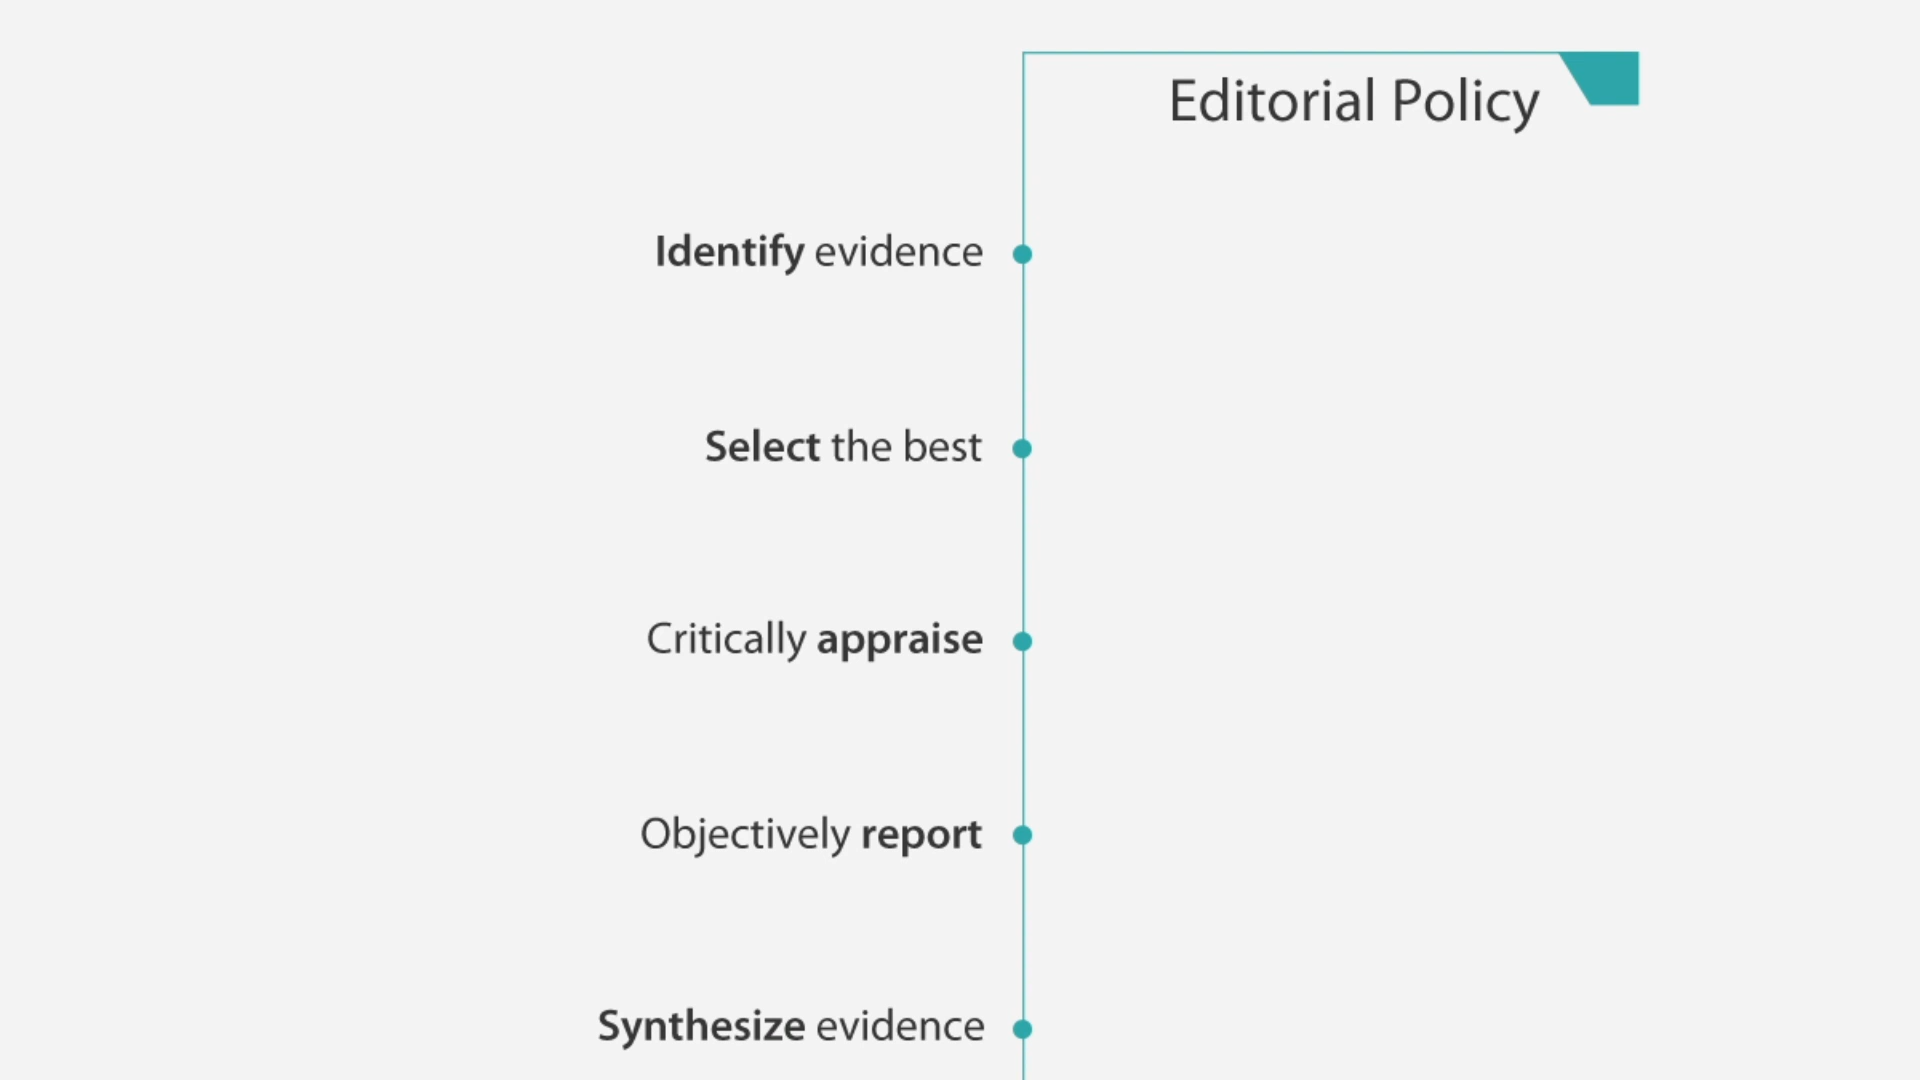 Editorial Policy
Identify evidence
Select the best
Critically appraise
Objectively report
Synthesize evidence